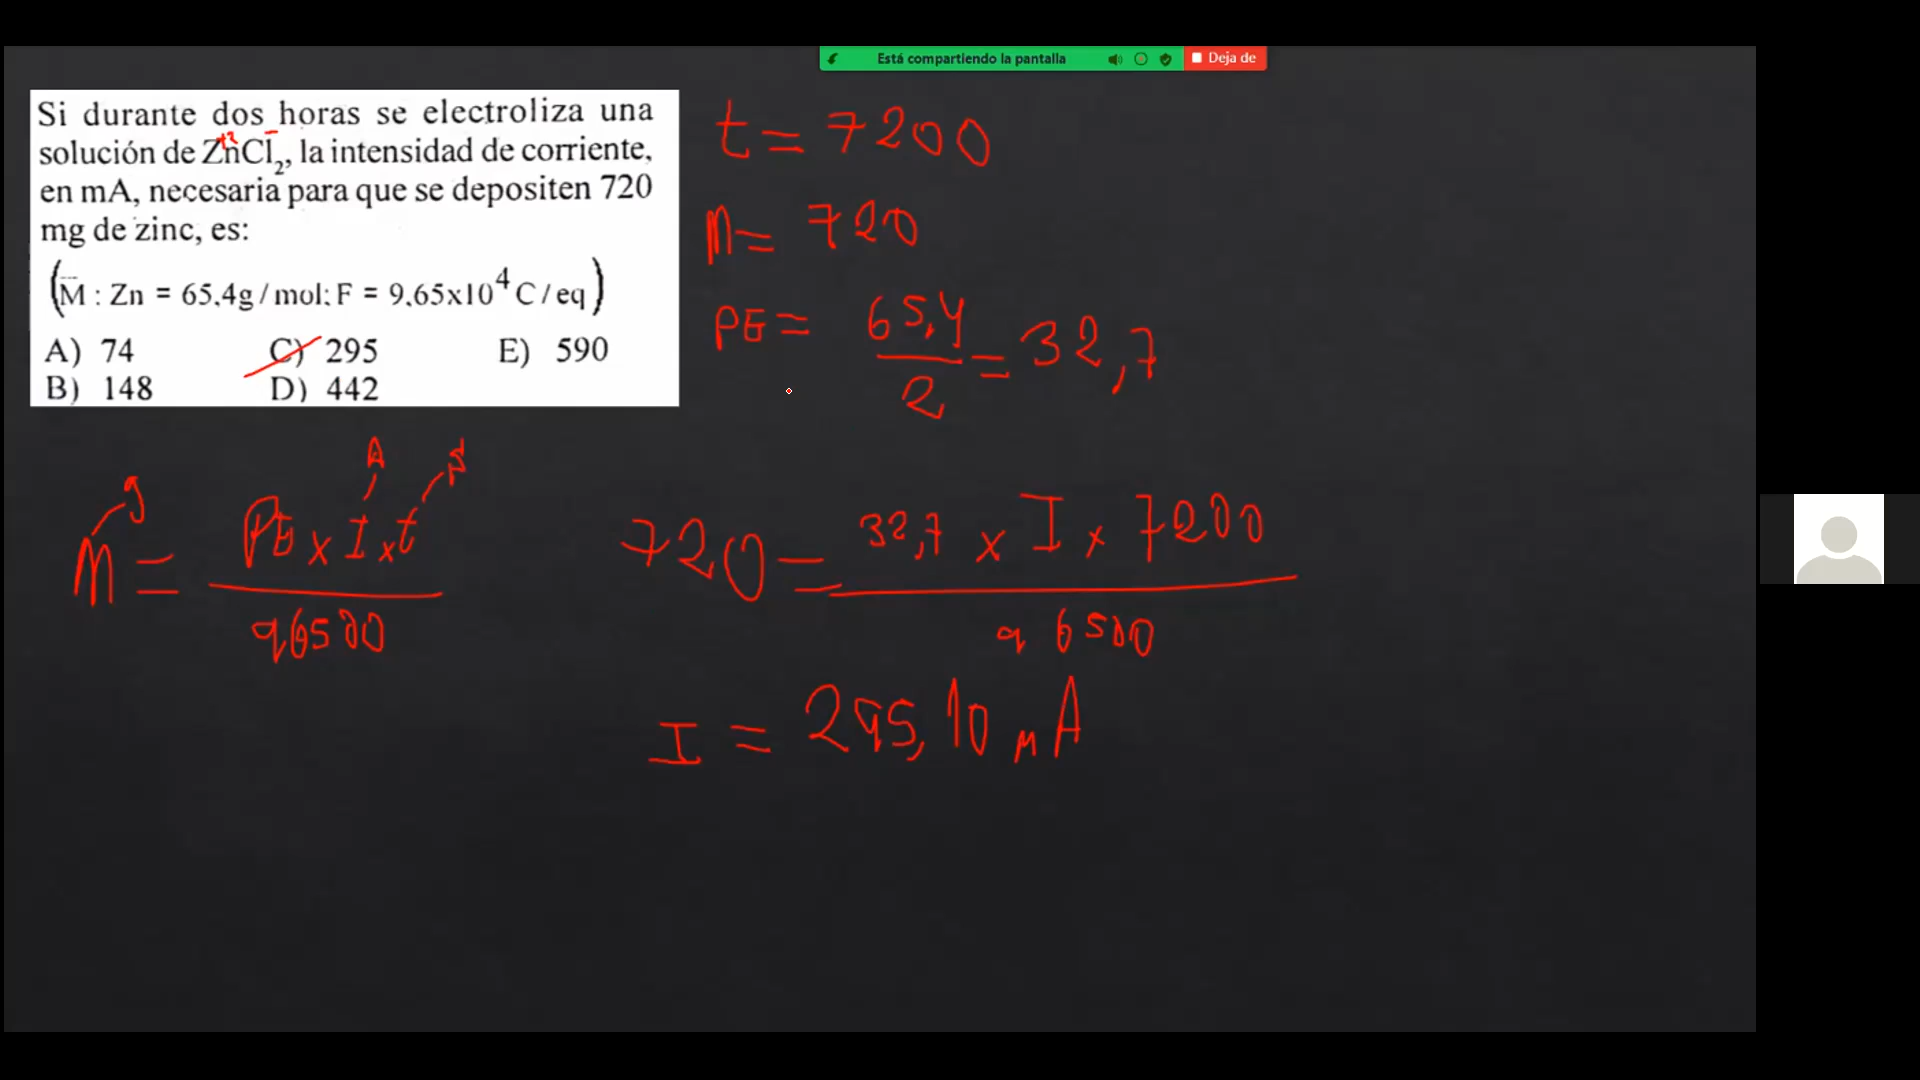 Está compartiendo la pantalla
Deja de
Si durante dos horas se electroliza una
+2 -
solución de ZnCl₂, la intensidad de corriente,
en mA, necesaria para que se depositen 720
mg de zinc, es:
(M̅ : Zn = 65.4g/mol; F = 9.65x10⁴ C/eq)
A) 74
C) 295
E) 590
B) 148
D) 442
t = 7200
m = 720
PE = 65,4 / 2 = 32,7
g
A
s
m = PE x I x t
96500
720 = 32,7 x I x 7200
96500
I = 295,10 mA